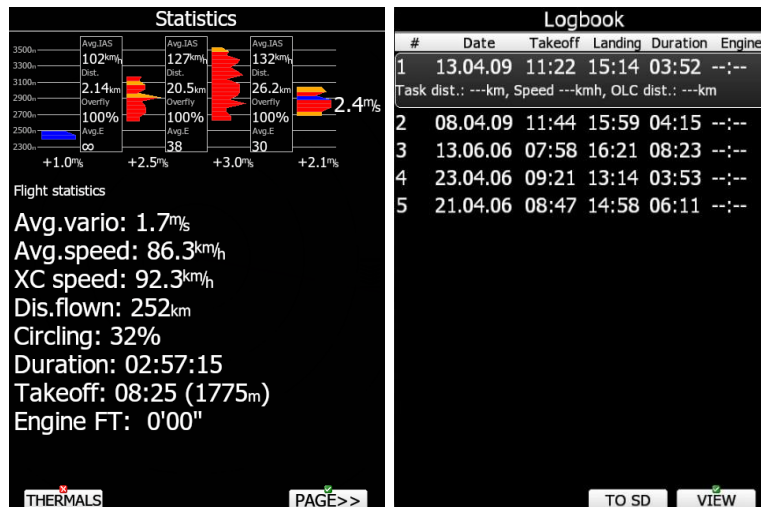 Statistics
3500m
3300m
3100m
2900m
2700m
2500m
2300m
Avg.IAS
102km/h
Dist.
2.14km
Overfly
100%
Avg.E
∞
Avg.IAS
127km/h
Dist.
20.5km
Overfly
100%
Avg.E
38
Avg.IAS
132km/h
Dist.
26.2km
Overfly
100%
Avg.E
30
2.4m/s
+1.0m/s +2.5m/s +3.0m/s +2.1m/s
Flight statistics
Avg.vario: 1.7m/s
Avg.speed: 86.3km/h
XC speed: 92.3km/h
Dis.flown: 252km
Circling: 32%
Duration: 02:57:15
Takeoff: 08:25 (1775m)
Engine FT: 0'00"
THERMALS PAGE>>
Logbook
# Date Takeoff Landing Duration Engine
1 13.04.09 11:22 15:14 03:52 --:--
Task dist.: ---km, Speed ---kmh, OLC dist.: ---km
2 08.04.09 11:44 15:59 04:15 --:--
3 13.06.06 07:58 16:21 08:23 --:--
4 23.04.06 09:21 13:14 03:53 --:--
5 21.04.06 08:47 14:58 06:11 --:--
TO SD VIEW